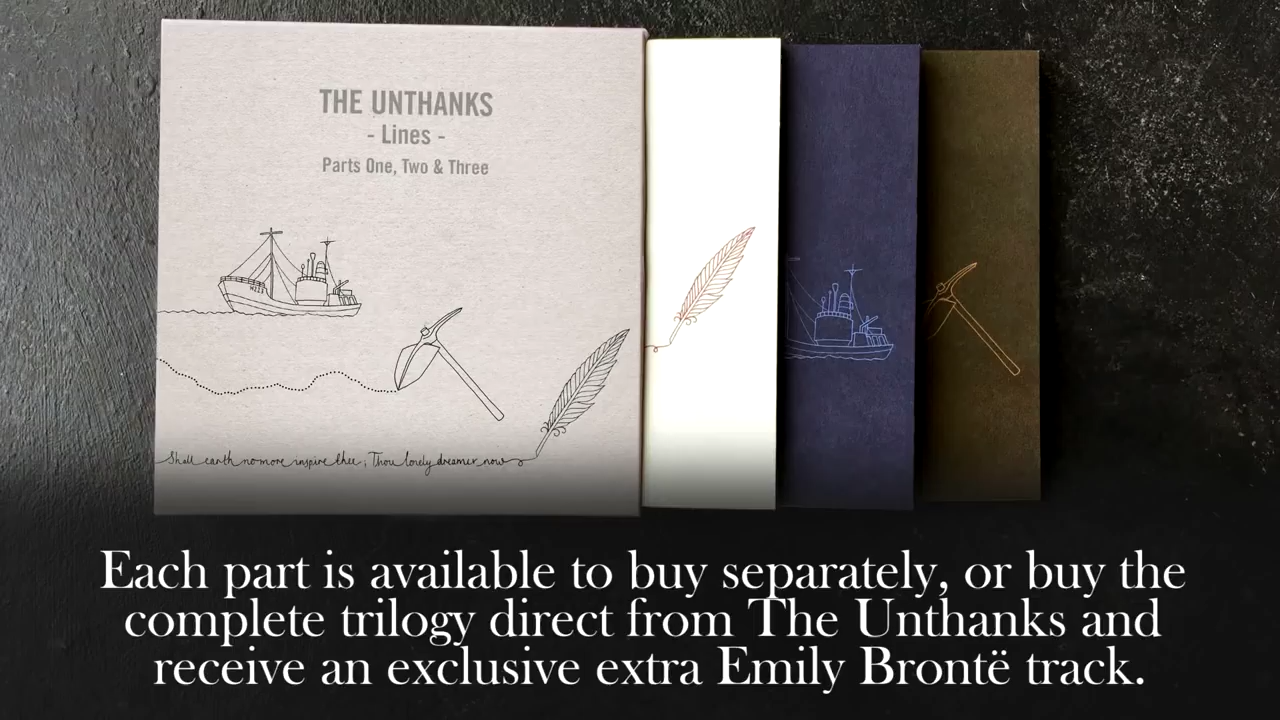 THE UNTHANKS
- Lines -
Parts One, Two & Three
Shall earth no more inspire thee; Thou lonely dreamer now
Each part is available to buy separately, or buy the
complete trilogy direct from The Unthanks and
receive an exclusive extra Emily Brontë track.